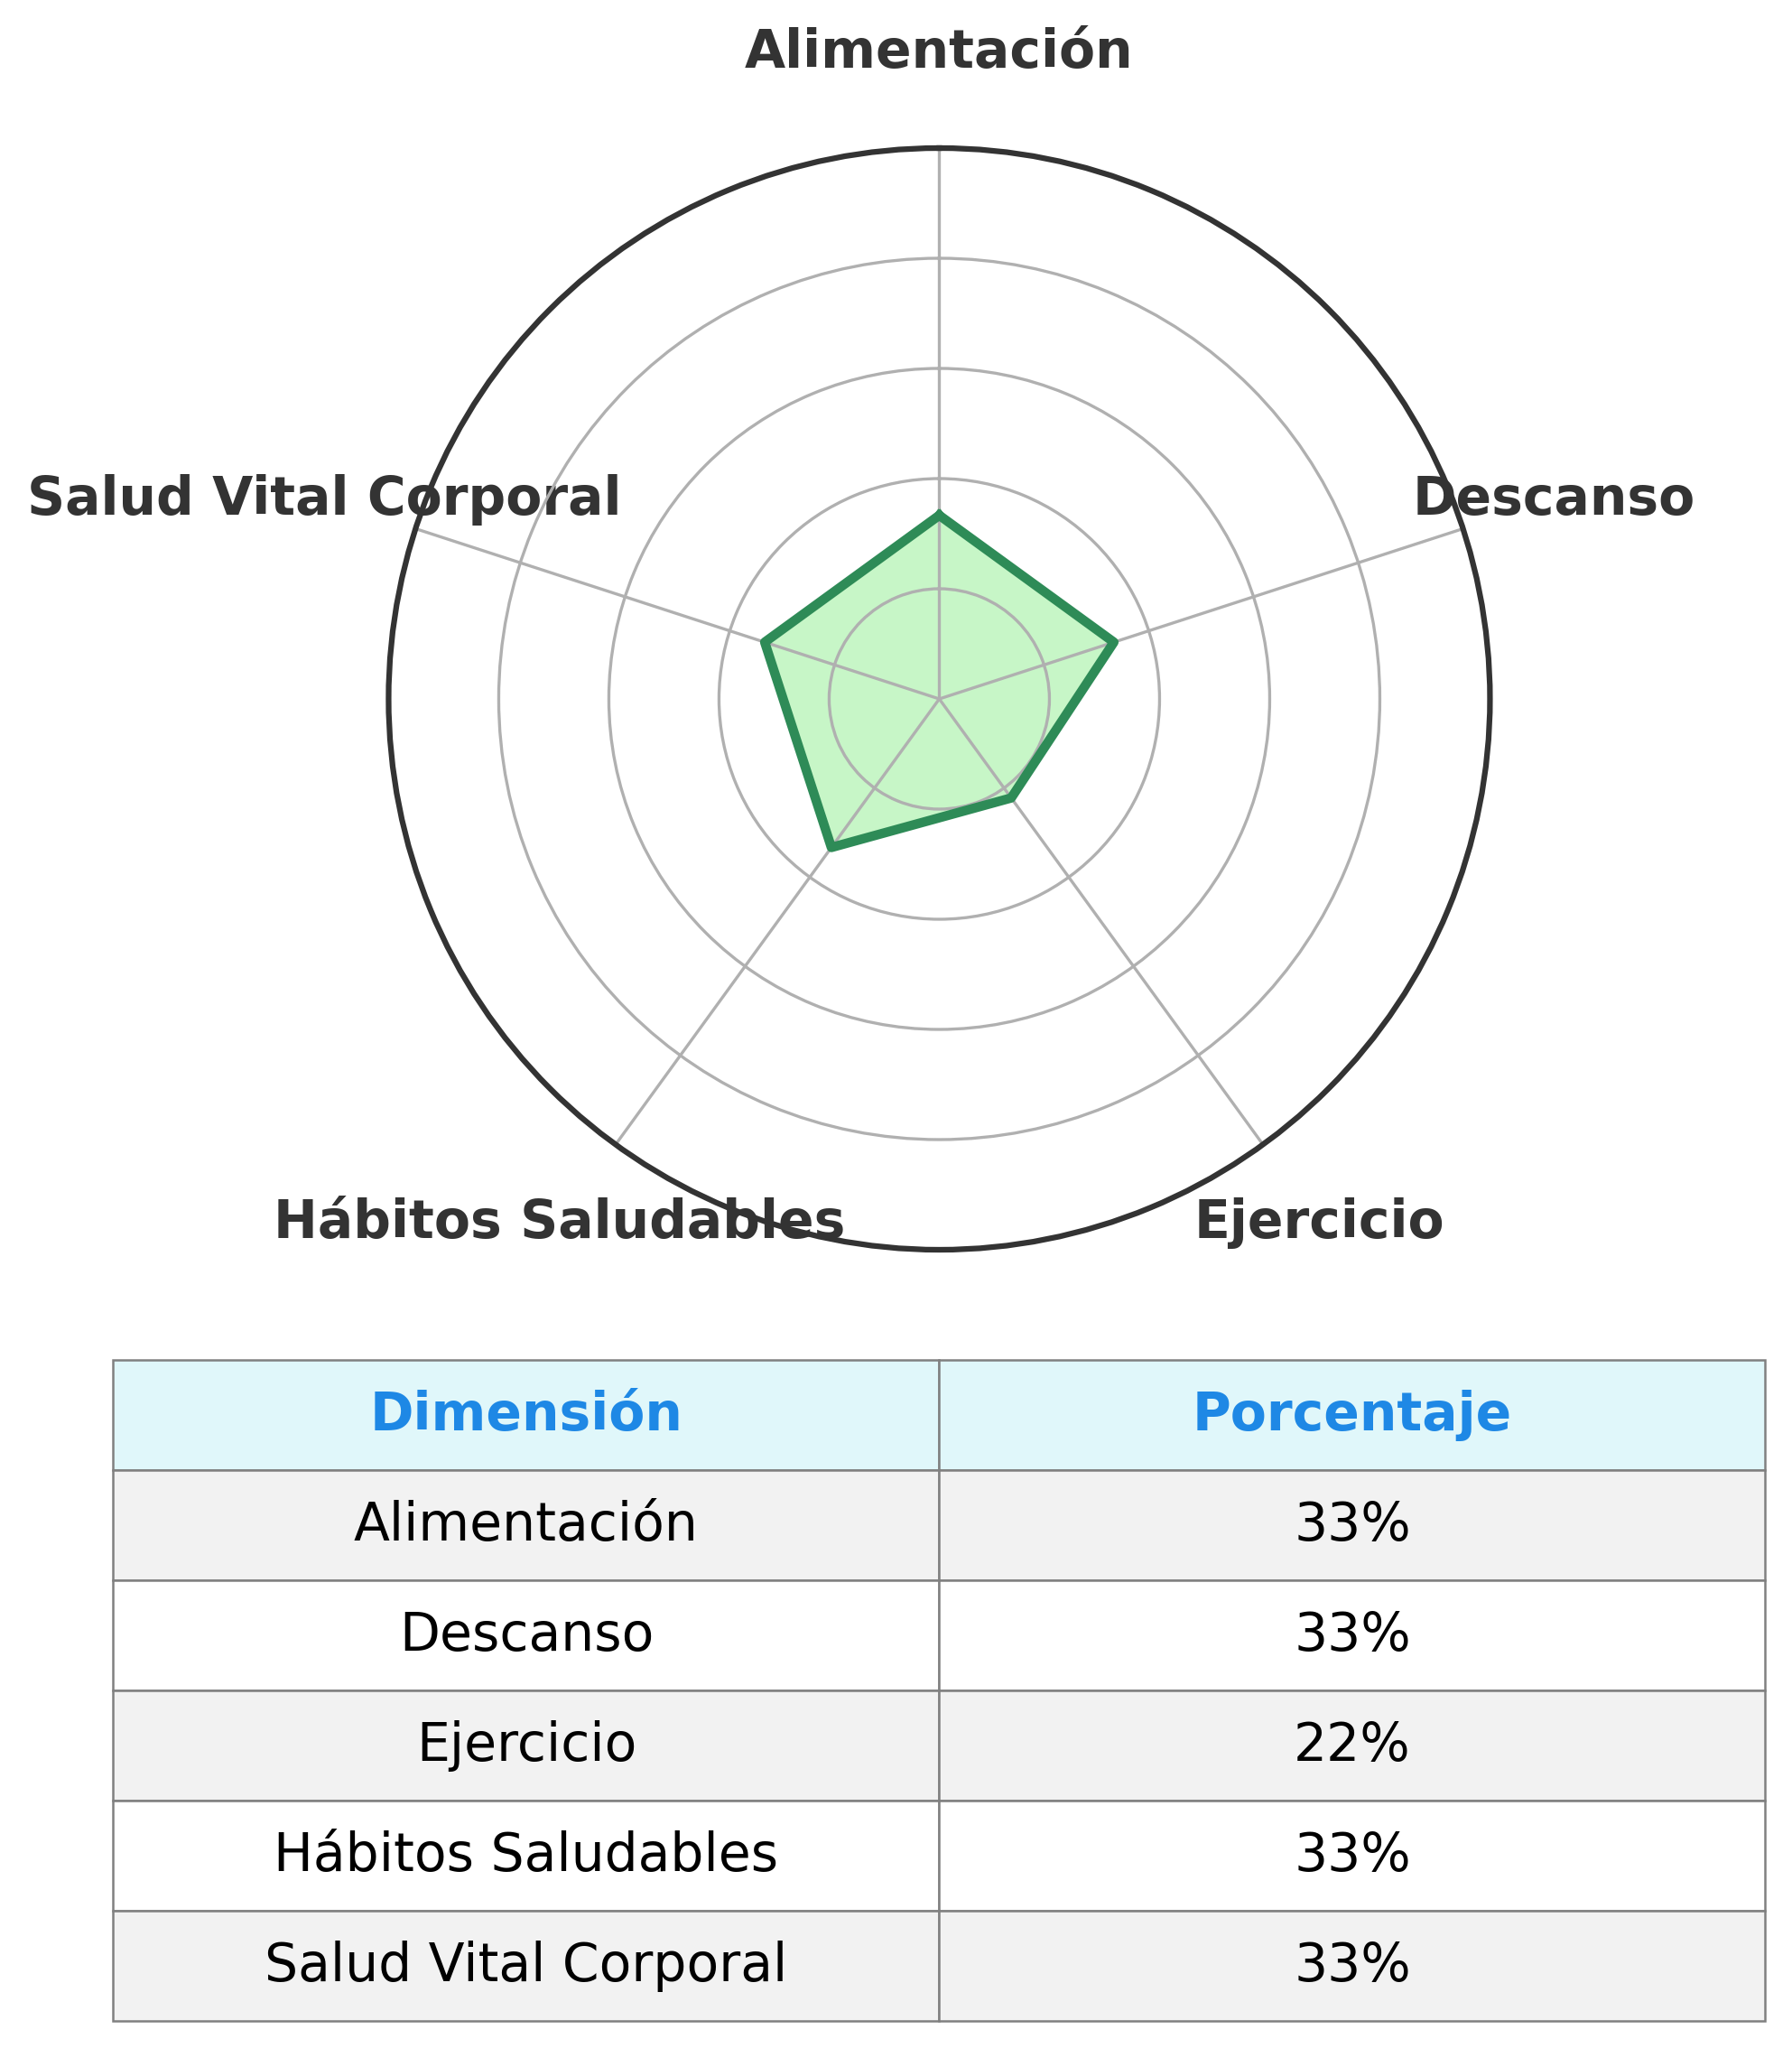 Alimentación
Salud Vital Corporal
Descanso
Hábitos Saludables
Ejercicio
Dimensión Porcentaje
Alimentación 33%
Descanso 33%
Ejercicio 22%
Hábitos Saludables 33%
Salud Vital Corporal 33%